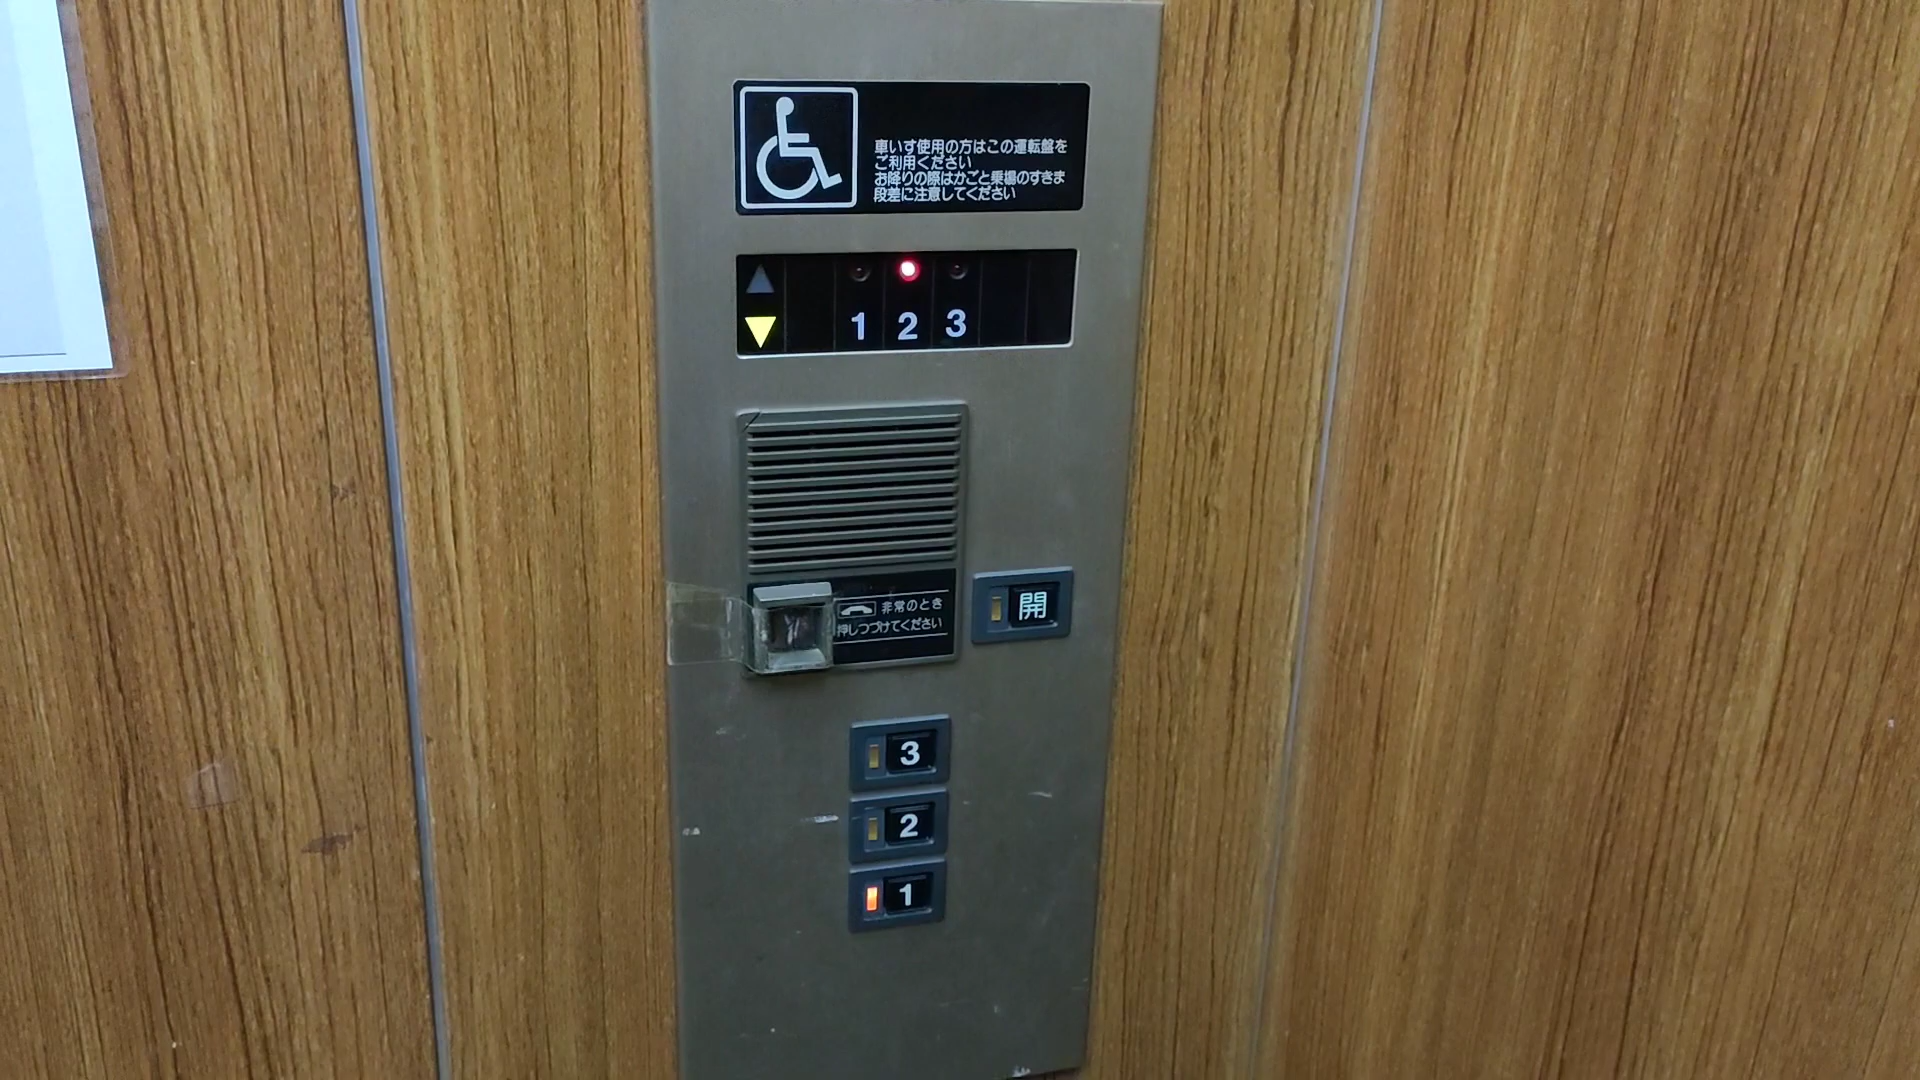 車いす使用の方はこの運転盤を
ご利用ください
お降りの際はかごと乗場のすきま
段差に注意してください
1 2 3
非常のとき
押しつづけてください
開
3
2
1